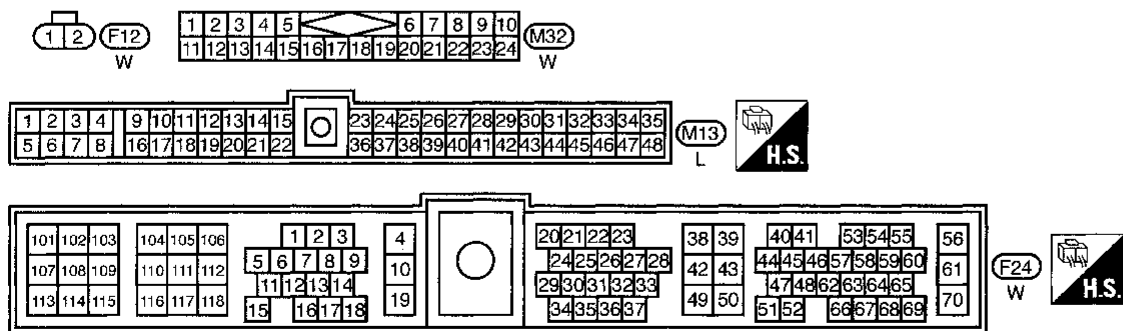 1 2 F12
W
1 2 3 4 5 6 7 8 9 10
11 12 13 14 15 16 17 18 19 20 21 22 23 24
M32
W
1 2 3 4 9 10 11 12 13 14 15 23 24 25 26 27 28 29 30 31 32 33 34 35
5 6 7 8 16 17 18 19 20 21 22 36 37 38 39 40 41 42 43 44 45 46 47 48
M13
L
H.S.
101 102 103 104 105 106 1 2 3 4 20 21 22 23 38 39 40 41 53 54 55 56
5 6 7 8 9 24 25 26 27 28 44 45 46 57 58 59 60
107 108 109 110 111 112 10 42 43 61
11 12 13 14 29 30 31 32 33 47 48 62 63 64 65
113 114 115 116 117 118 15 16 17 18 19 34 35 36 37 49 50 51 52 66 67 68 69 70
F24
W
H.S.